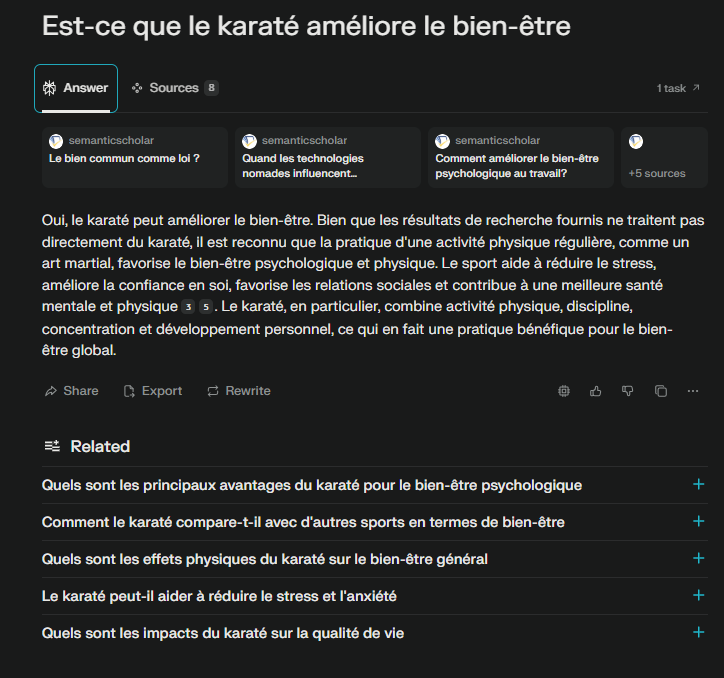 Est-ce que le karaté améliore le bien-être
Answer
Sources 8
1 task
semanticscholar
Le bien commun comme loi ?
semanticscholar
Quand les technologies
nomades influencent...
semanticscholar
Comment améliorer le bien-être
psychologique au travail?
+5 sources
Oui, le karaté peut améliorer le bien-être. Bien que les résultats de recherche fournis ne traitent pas
directement du karaté, il est reconnu que la pratique d'une activité physique régulière, comme un
art martial, favorise le bien-être psychologique et physique. Le sport aide à réduire le stress,
améliore la confiance en soi, favorise les relations sociales et contribue à une meilleure santé
mentale et physique 3 5. Le karaté, en particulier, combine activité physique, discipline,
concentration et développement personnel, ce qui en fait une pratique bénéfique pour le bien-
être global.
Share
Export
Rewrite
Related
Quels sont les principaux avantages du karaté pour le bien-être psychologique
Comment le karaté compare-t-il avec d'autres sports en termes de bien-être
Quels sont les effets physiques du karaté sur le bien-être général
Le karaté peut-il aider à réduire le stress et l'anxiété
Quels sont les impacts du karaté sur la qualité de vie